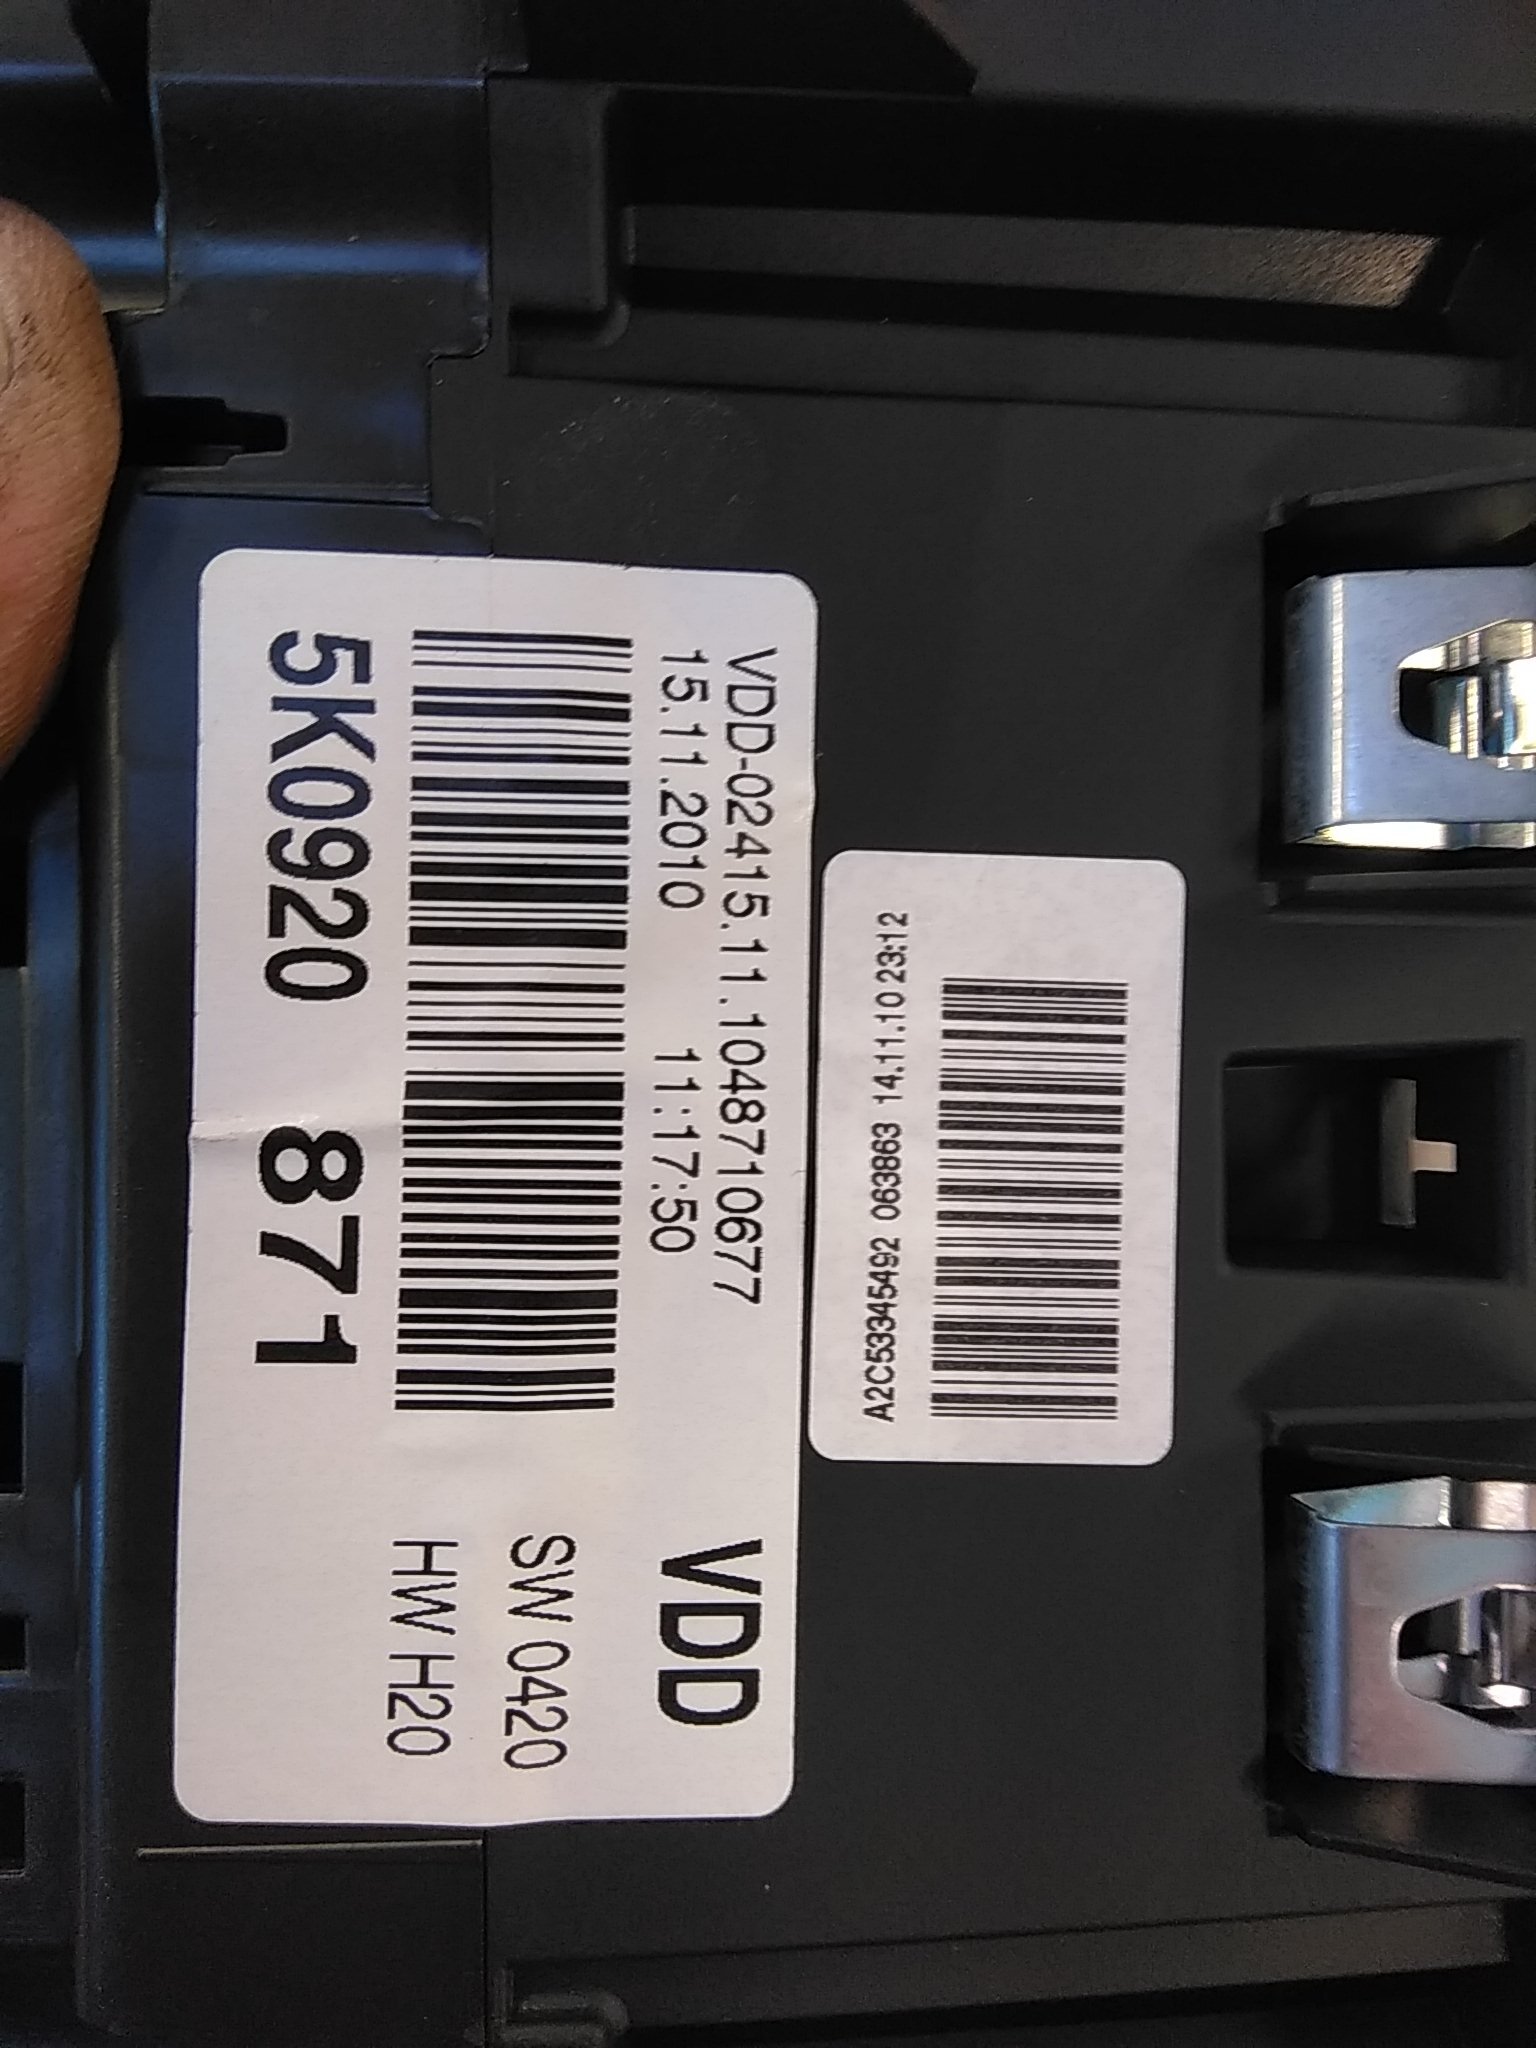 VDD-02415.11.1048710677
15.11.2010 11:17:50
VDD
SW 0420
HW H20
5K0920 871
A2C53345492 063863 14.11.10 23:12